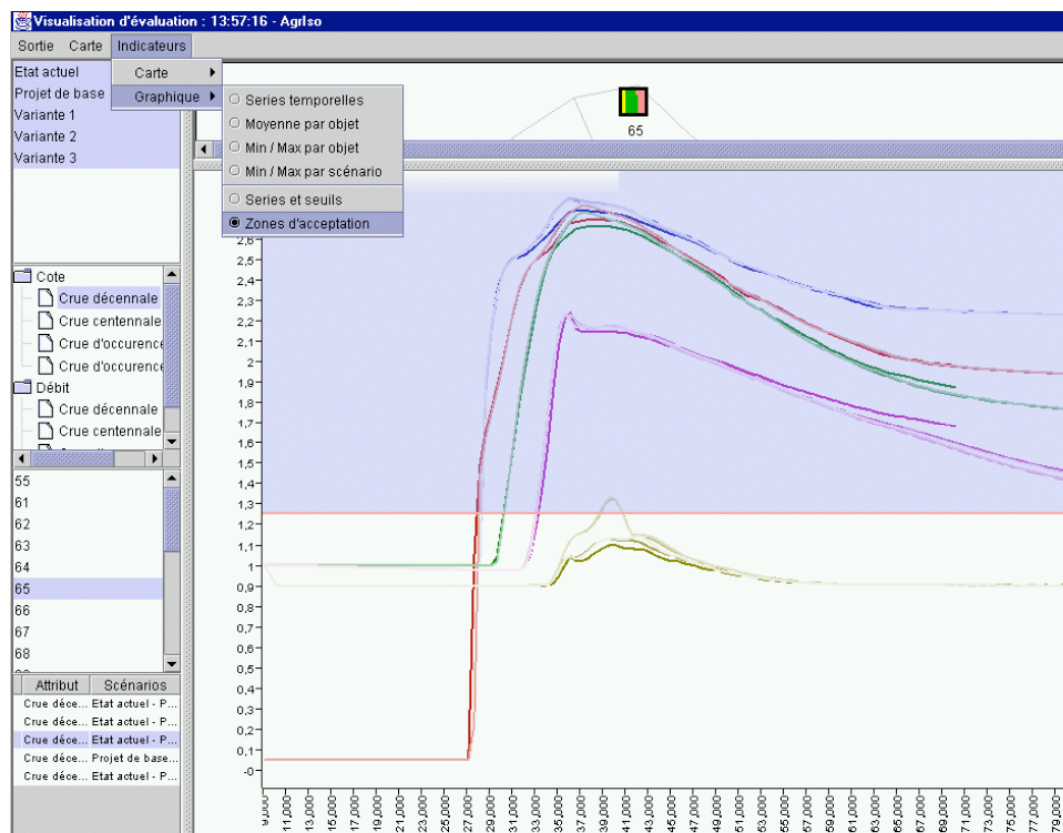 Visualisation d'évaluation : 13:57:16 - AgrIso
Sortie Carte Indicateurs
Etat actuel
Projet de base
Variante 1
Variante 2
Variante 3
Carte
Graphique
Series temporelles
Moyenne par objet
Min / Max par objet
Min / Max par scénario
Series et seuils
Zones d'acceptation
65
Cote
Crue décennale
Crue centennale
Crue d'occurence
Crue d'occurence
Débit
Crue décennale
Crue centennale
55
61
62
63
64
65
66
67
68
Attribut Scénarios
Crue déce... Etat actuel - P...
Crue déce... Etat actuel - P...
Crue déce... Etat actuel - P...
Crue déce... Projet de base...
Crue déce... Etat actuel - P...
2,6
2,5
2,4
2,3
2,2
2,1
2
1,9
1,8
1,7
1,6
1,5
1,4
1,3
1,2
1,1
1
0,9
0,8
0,7
0,6
0,5
0,4
0,3
0,2
0,1
-0
9,000 11,000 13,000 15,000 17,000 19,000 21,000 23,000 25,000 27,000 29,000 31,000 33,000 35,000 37,000 39,000 41,000 43,000 45,000 47,000 49,000 51,000 53,000 55,000 57,000 59,000 61,000 63,000 65,000 67,000 69,000 71,000 73,000 75,000 77,000